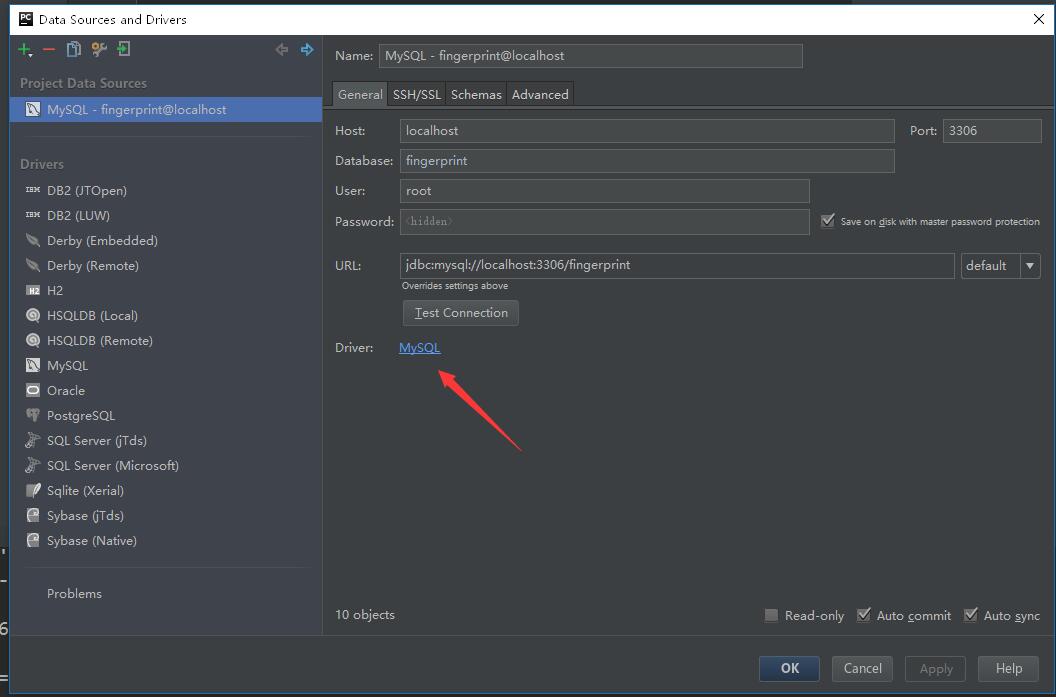 PC Data Sources and Drivers
Project Data Sources
MySQL - fingerprint@localhost
Drivers
IBM DB2 (JTOpen)
IBM DB2 (LUW)
Derby (Embedded)
Derby (Remote)
H2 H2
HSQLDB (Local)
HSQLDB (Remote)
MySQL
Oracle
PostgreSQL
SQL Server (jTds)
SQL Server (Microsoft)
Sqlite (Xerial)
Sybase (jTds)
Sybase (Native)
Problems
Name: MySQL - fingerprint@localhost
General SSH/SSL Schemas Advanced
Host: localhost Port: 3306
Database: fingerprint
User: root
Password: <hidden> Save on disk with master password protection
URL: jdbc:mysql://localhost:3306/fingerprint default
Overrides settings above
Test Connection
Driver: MySQL
10 objects Read-only Auto commit Auto sync
OK Cancel Apply Help